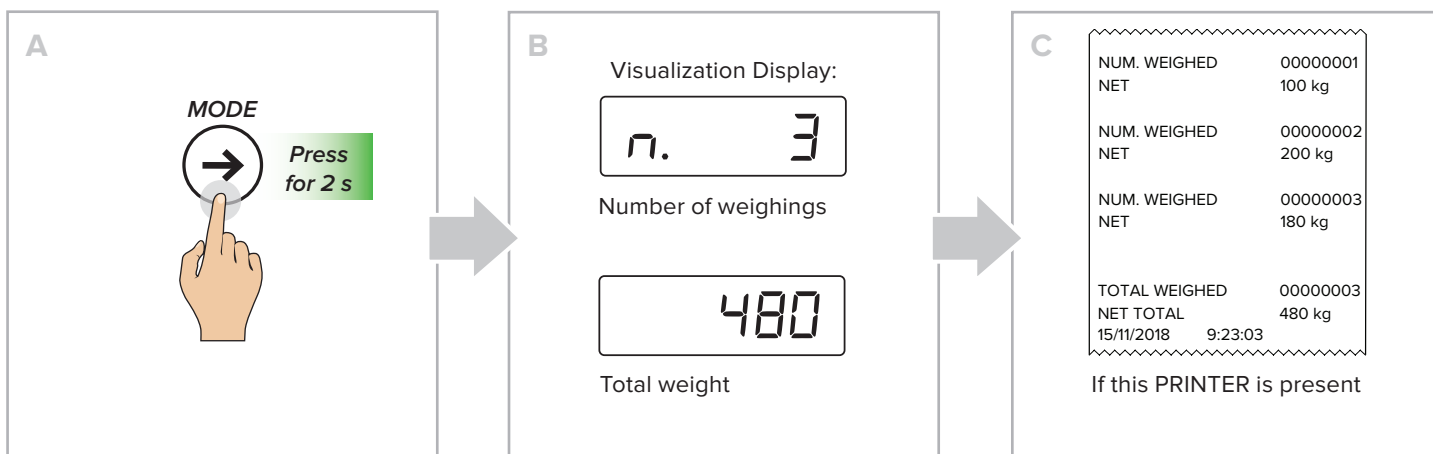 A
MODE
Press
for 2 s
B
Visualization Display:
n. 3
Number of weighings
480
Total weight
C
NUM. WEIGHED 00000001
NET 100 kg
NUM. WEIGHED 00000002
NET 200 kg
NUM. WEIGHED 00000003
NET 180 kg
TOTAL WEIGHED 00000003
NET TOTAL 480 kg
15/11/2018 9:23:03
If this PRINTER is present